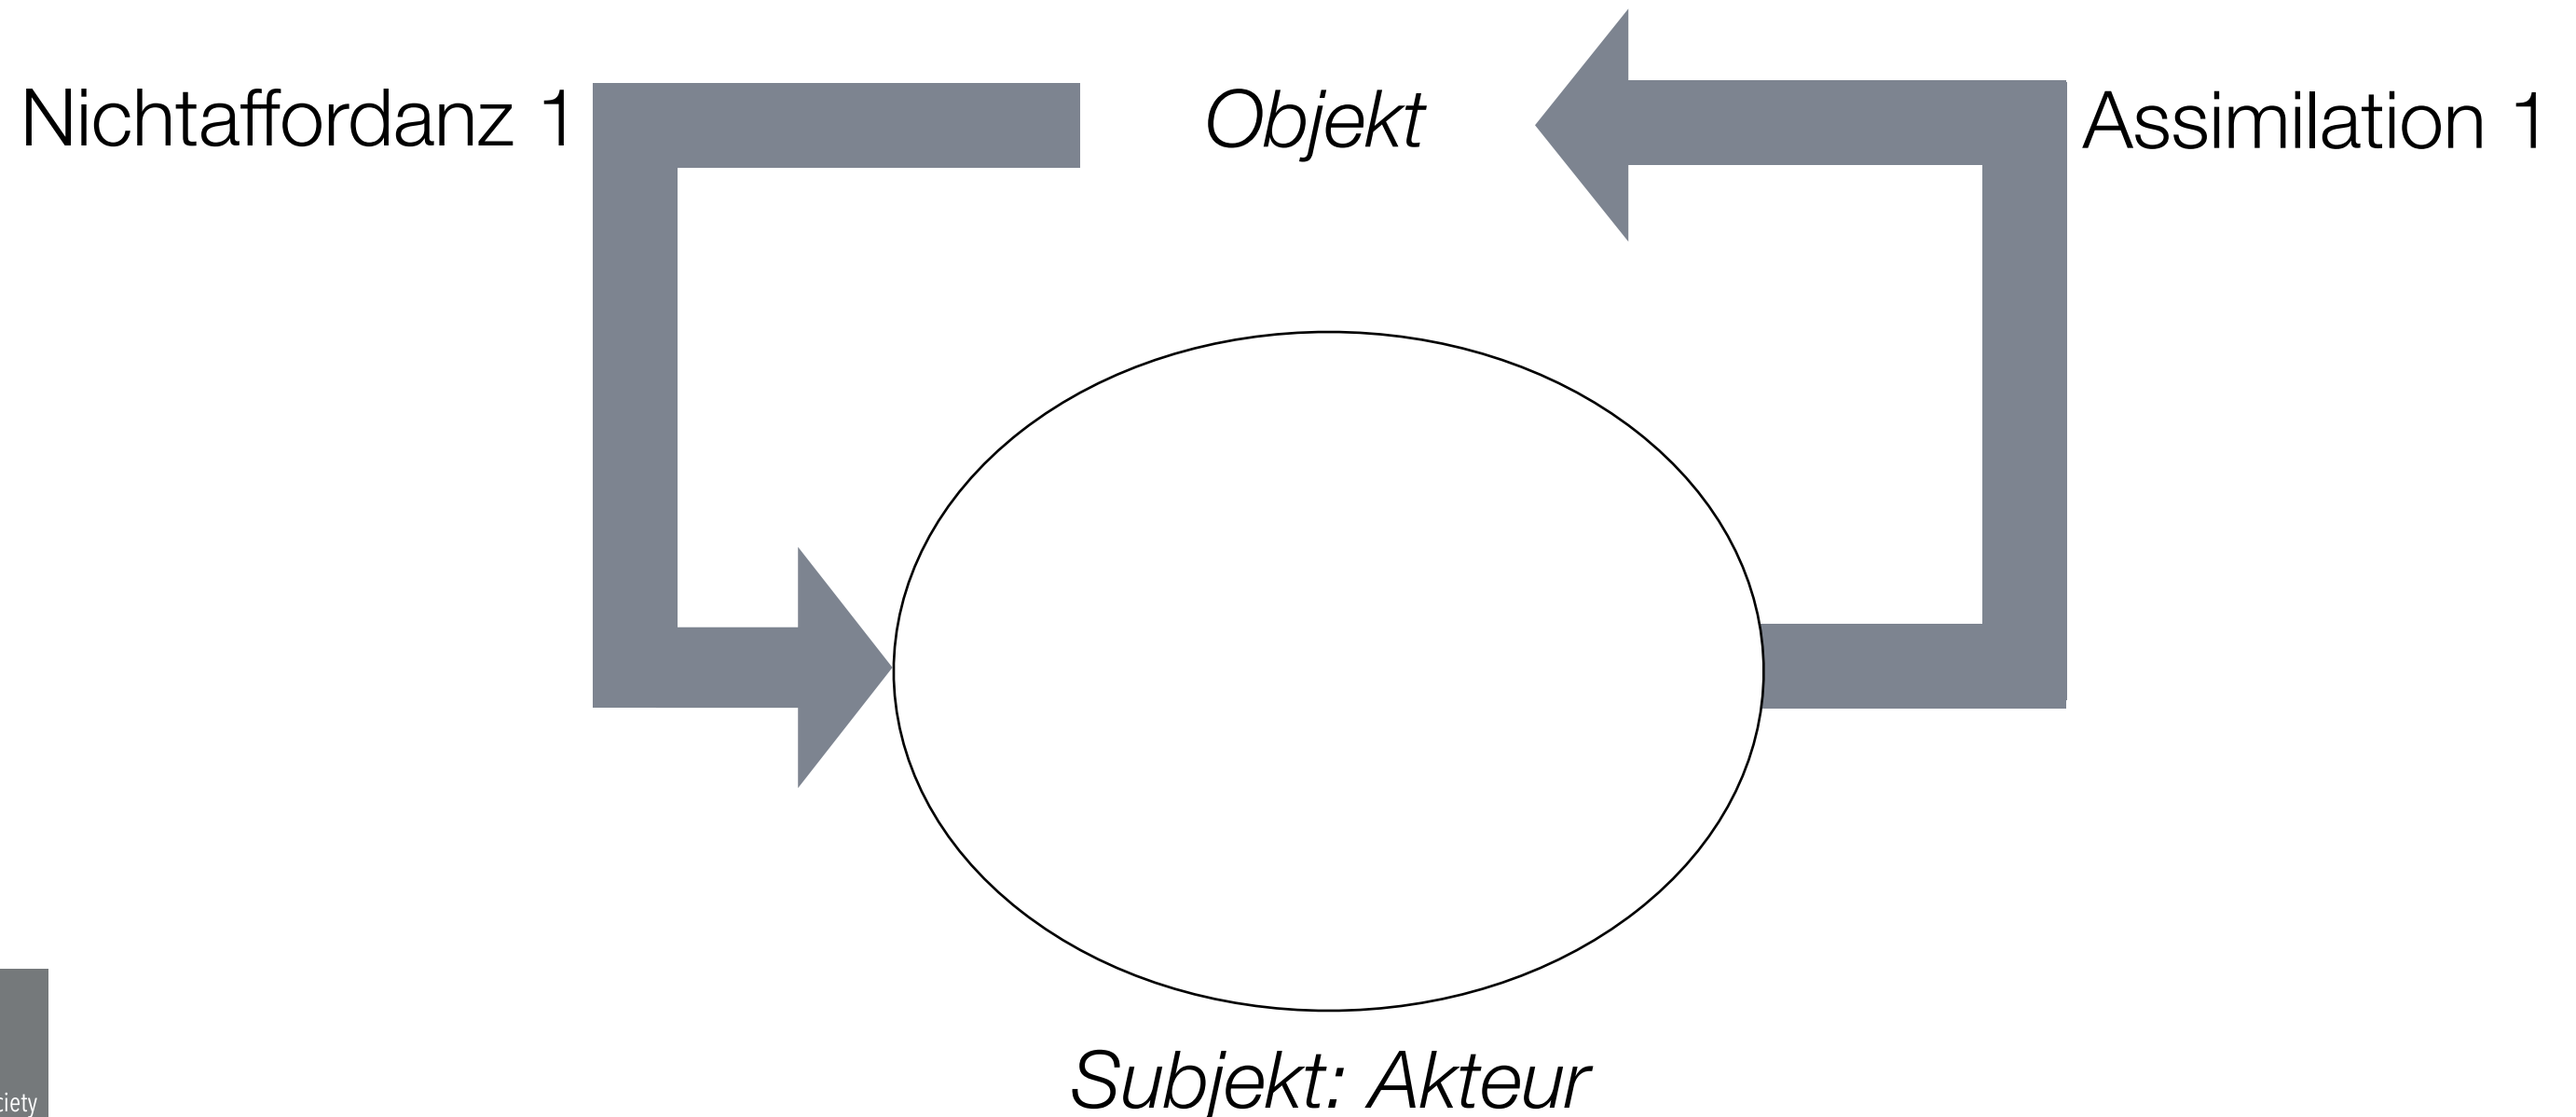 Nichtaffordanz 1
Objekt
Assimilation 1
Subjekt: Akteur